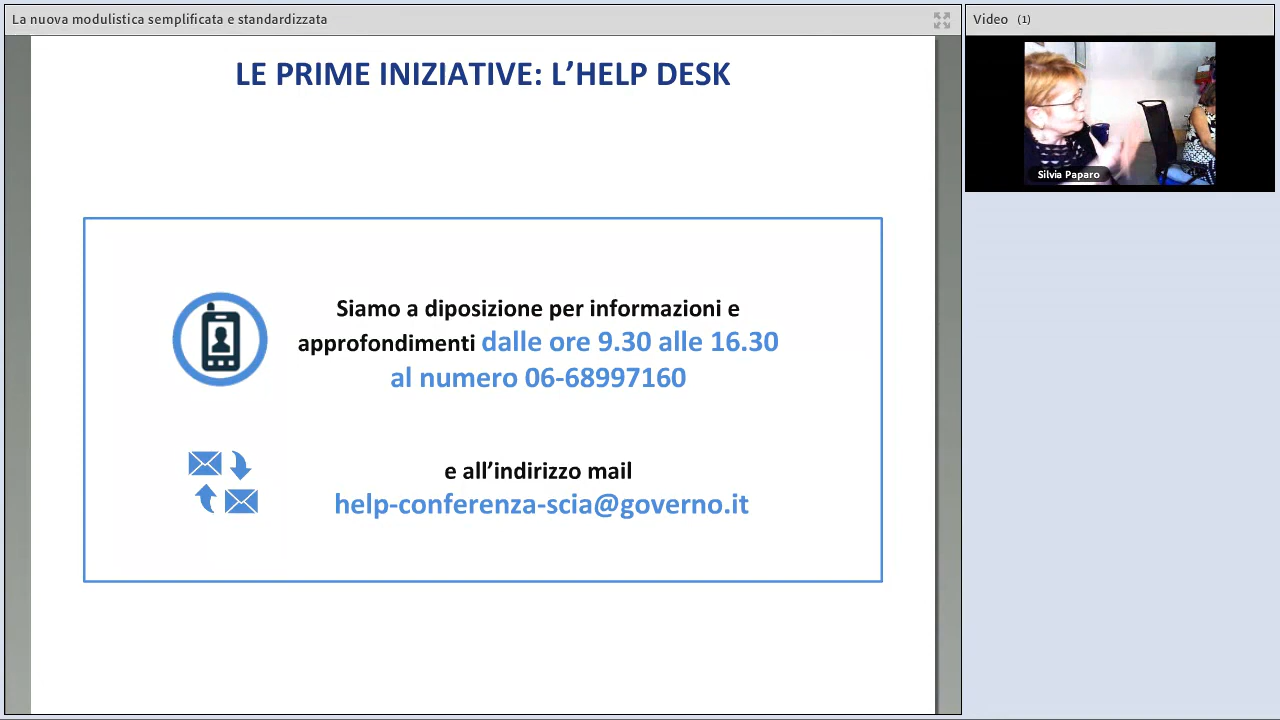 La nuova modulistica semplificata e standardizzata
Video (1)
LE PRIME INIZIATIVE: L’HELP DESK
Silvia Paparo
Siamo a diposizione per informazioni e
approfondimenti dalle ore 9.30 alle 16.30
al numero 06-68997160
e all’indirizzo mail
help-conferenza-scia@governo.it